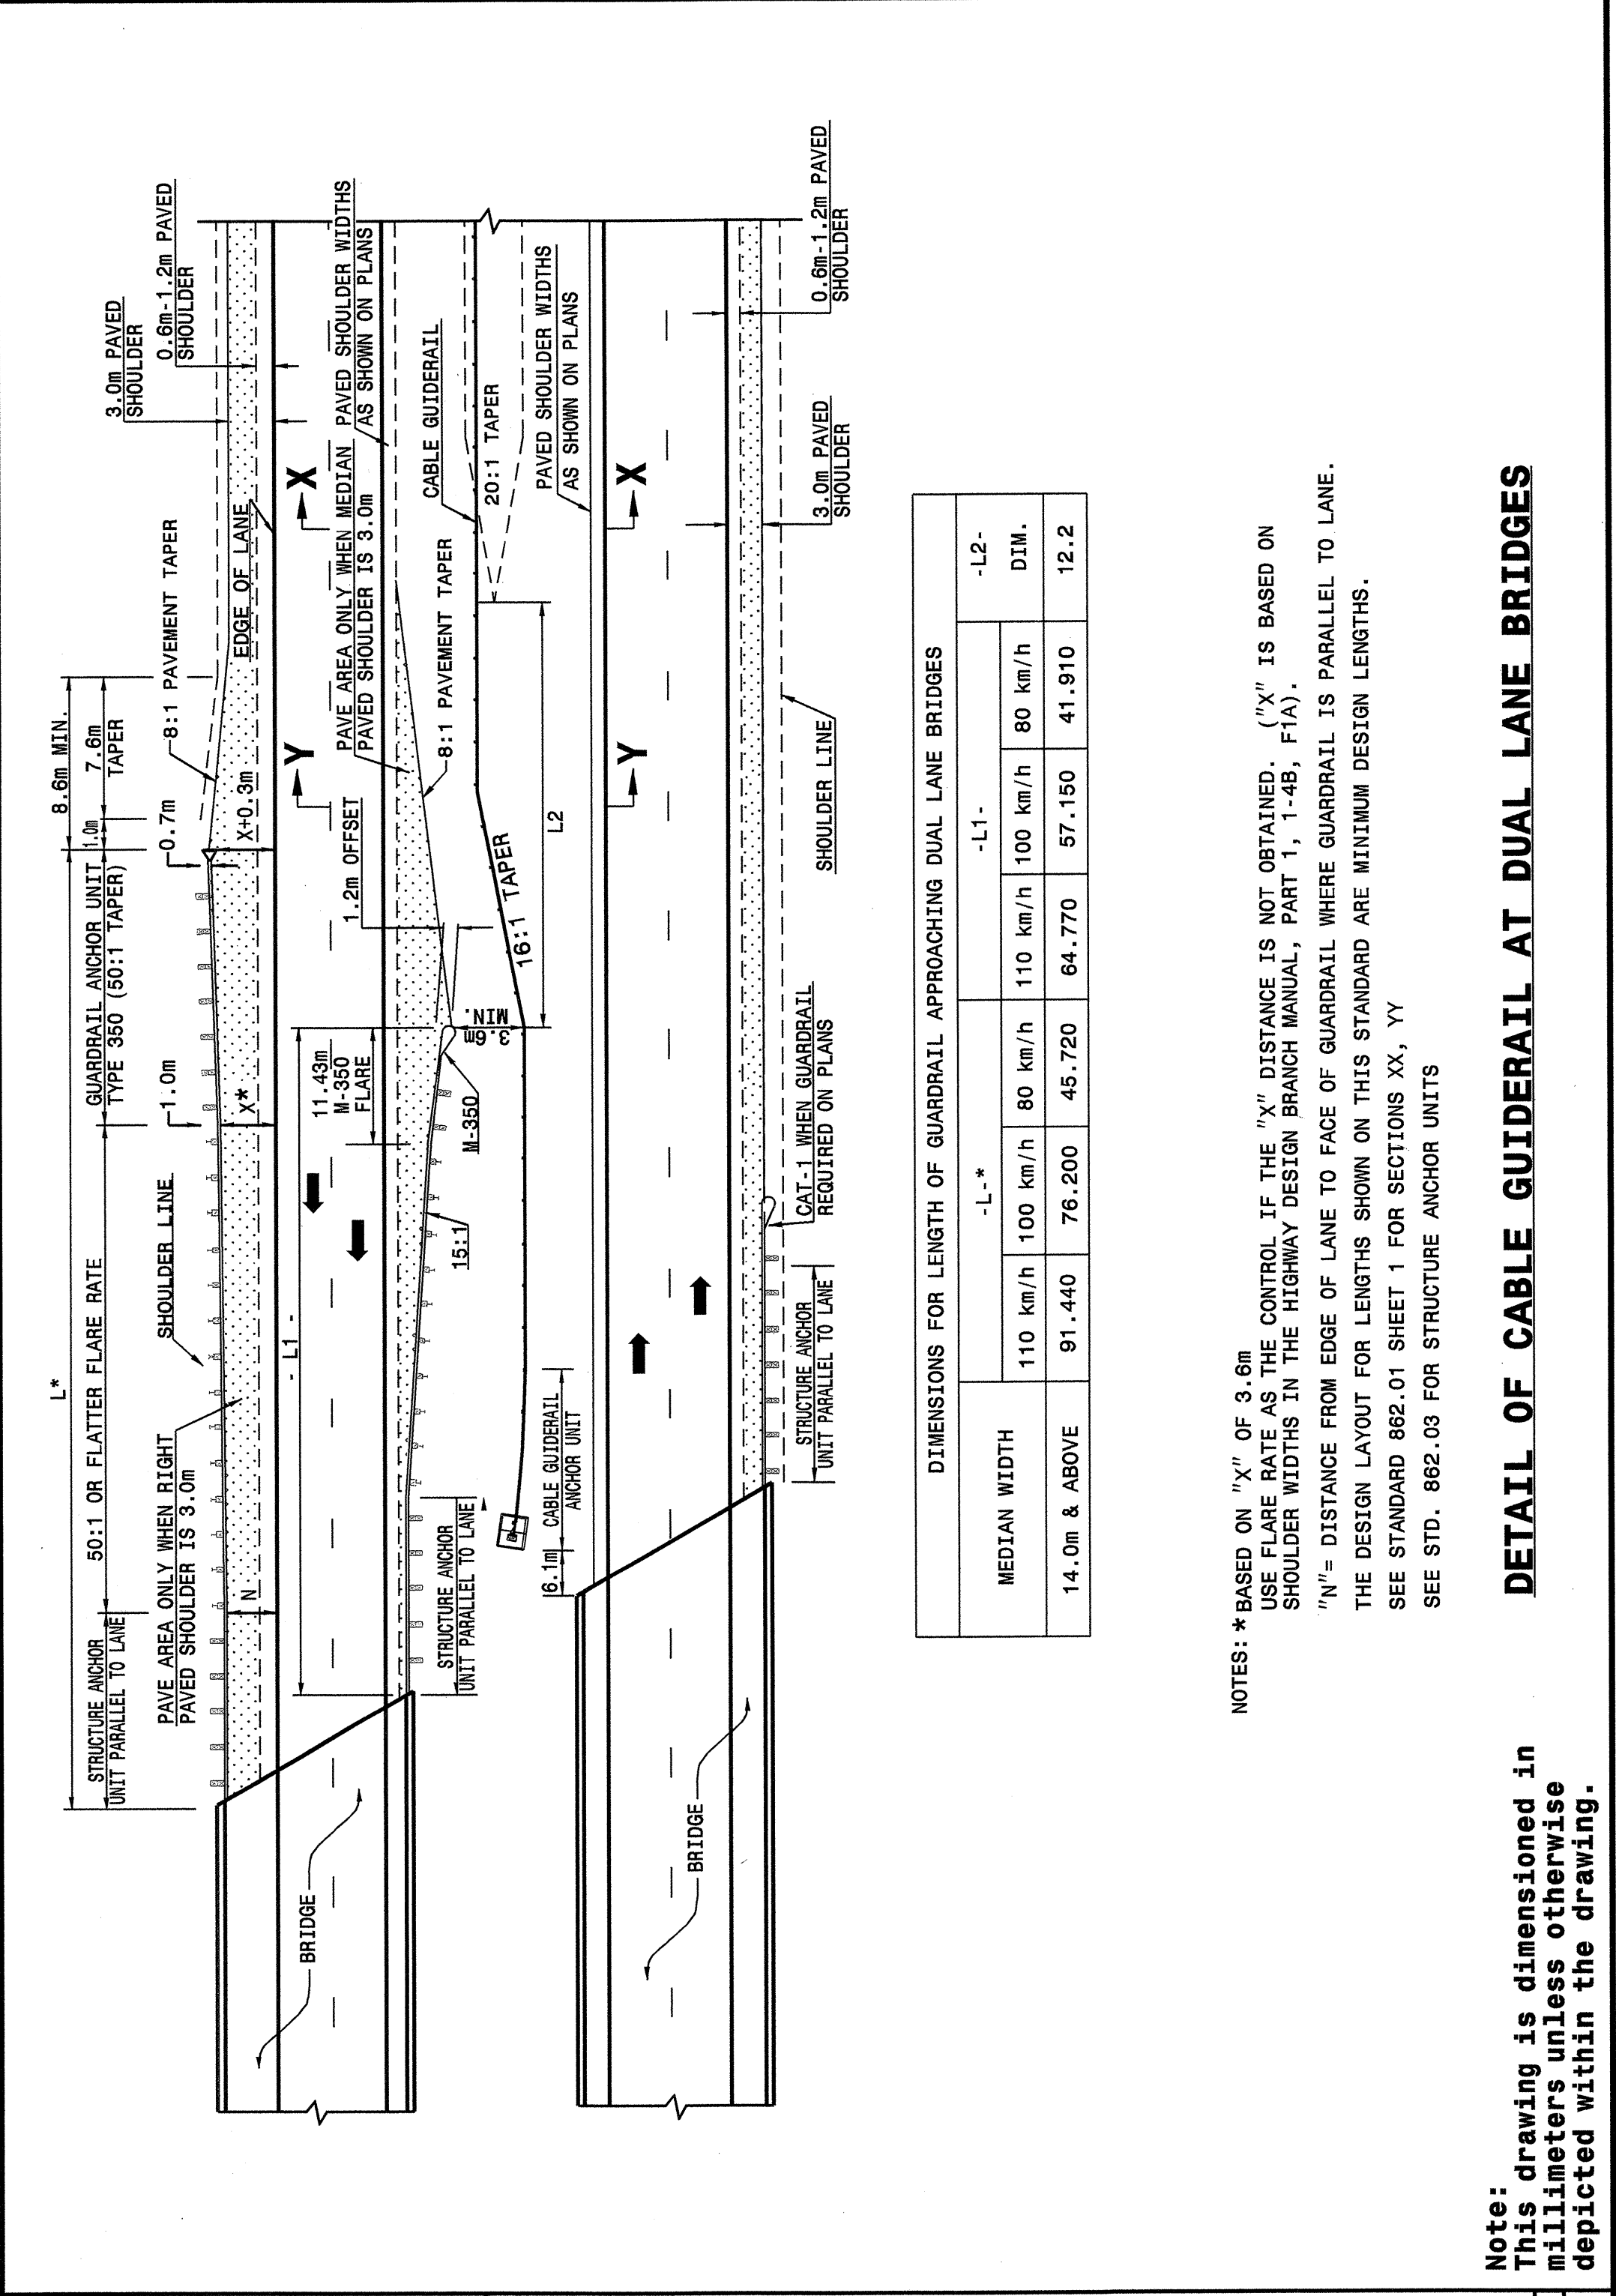 L*
8.6m MIN.
STRUCTURE ANCHOR
UNIT PARALLEL TO LANE
50:1 OR FLATTER FLARE RATE
GUARDRAIL ANCHOR UNIT
TYPE 350 (50:1 TAPER)
1.0m
7.6m
TAPER
3.0m PAVED
SHOULDER
0.6m-1.2m PAVED
SHOULDER
PAVE AREA ONLY WHEN RIGHT
PAVED SHOULDER IS 3.0m
SHOULDER LINE
1.0m
0.7m
8:1 PAVEMENT TAPER
N
X*
X+0.3m
EDGE OF LANE
BRIDGE
- L1 -
11.43m
M-350
FLARE
Y
X
1.2m OFFSET
PAVE AREA ONLY WHEN MEDIAN
PAVED SHOULDER IS 3.0m
PAVED SHOULDER WIDTHS
AS SHOWN ON PLANS
STRUCTURE ANCHOR
UNIT PARALLEL TO LANE
15:1
M-350
3.6m
MIN.
8:1 PAVEMENT TAPER
CABLE GUIDERAIL
16:1 TAPER
20:1 TAPER
6.1m
CABLE GUIDERAIL
ANCHOR UNIT
L2
PAVED SHOULDER WIDTHS
AS SHOWN ON PLANS
Y
X
BRIDGE
STRUCTURE ANCHOR
UNIT PARALLEL TO LANE
CAT-1 WHEN GUARDRAIL
REQUIRED ON PLANS
SHOULDER LINE
3.0m PAVED
SHOULDER
0.6m-1.2m PAVED
SHOULDER
DIMENSIONS FOR LENGTH OF GUARDRAIL APPROACHING DUAL LANE BRIDGES
MEDIAN WIDTH -L-* -L1- -L2-
110 km/h 100 km/h 80 km/h 110 km/h 100 km/h 80 km/h DIM.
14.0m & ABOVE 91.440 76.200 45.720 64.770 57.150 41.910 12.2
NOTES: *BASED ON "X" OF 3.6m
USE FLARE RATE AS THE CONTROL IF THE "X" DISTANCE IS NOT OBTAINED. ("X" IS BASED ON
SHOULDER WIDTHS IN THE HIGHWAY DESIGN BRANCH MANUAL, PART 1, 1-4B, F1A).
"N"= DISTANCE FROM EDGE OF LANE TO FACE OF GUARDRAIL WHERE GUARDRAIL IS PARALLEL TO LANE.
THE DESIGN LAYOUT FOR LENGTHS SHOWN ON THIS STANDARD ARE MINIMUM DESIGN LENGTHS.
SEE STANDARD 862.01 SHEET 1 FOR SECTIONS XX, YY
SEE STD. 862.03 FOR STRUCTURE ANCHOR UNITS
DETAIL OF CABLE GUIDERAIL AT DUAL LANE BRIDGES
Note:
This drawing is dimensioned in
millimeters unless otherwise
depicted within the drawing.